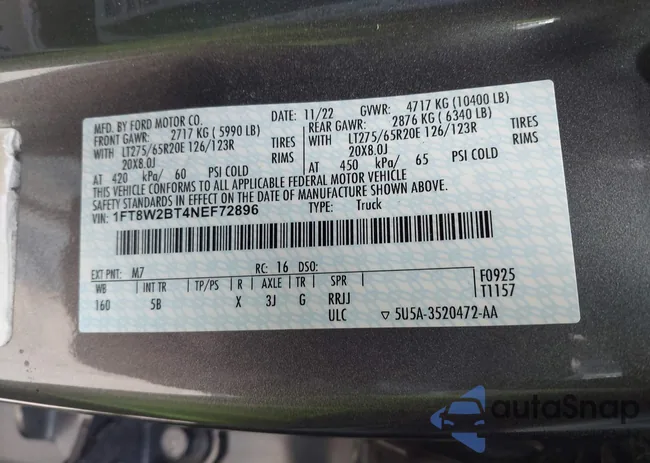 MFD. BY FORD MOTOR CO. DATE: 11/22 GVWR: 4717 KG (10400 LB)
FRONT GAWR: 2717 KG (5990 LB) REAR GAWR: 2876 KG (6340 LB)
WITH LT275/65R20E 126/123R TIRES WITH LT275/65R20E 126/123R TIRES
20X8.0J RIMS 20X8.0J RIMS
AT 420 kPa/ 60 PSI COLD AT 450 kPa/ 65 PSI COLD
THIS VEHICLE CONFORMS TO ALL APPLICABLE FEDERAL MOTOR VEHICLE
SAFETY STANDARDS IN EFFECT ON THE DATE OF MANUFACTURE SHOWN ABOVE.
VIN: 1FT8W2BT4NEF72896 TYPE: Truck
EXT PNT: M7 RC: 16 DSO: F0925
WB INT TR TP/PS R AXLE TR SPR T1157
160 5B X 3J G RRJJ
ULC ▽ 5U5A-3520472-AA
autoSnap